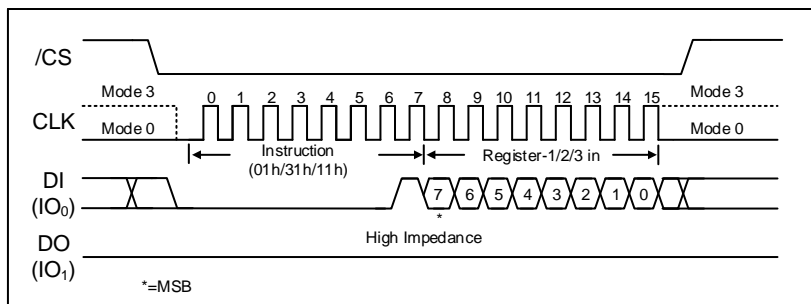 /CS
Mode 3 0 1 2 3 4 5 6 7 8 9 10 11 12 13 14 15 Mode 3
CLK Mode 0 Mode 0
Instruction Register-1/2/3 in
(01h/31h/11h)
DI
(IO0) 7 6 5 4 3 2 1 0
*
High Impedance
DO
(IO1)
*=MSB